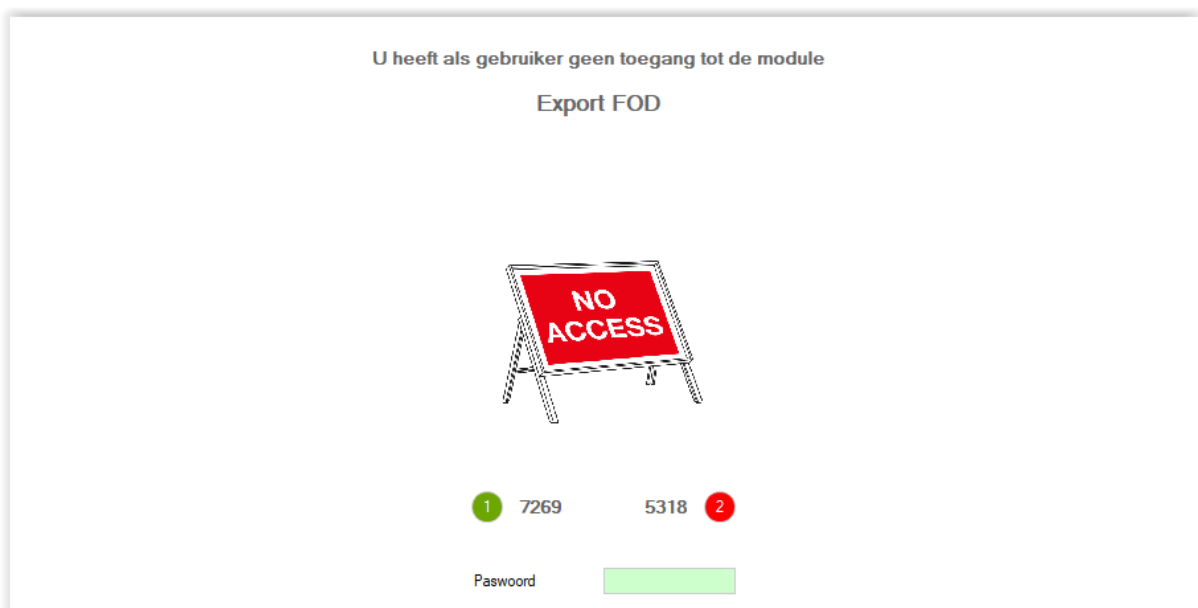 U heeft als gebruiker geen toegang tot de module
Export FOD
NO
ACCESS
1 7269 5318 2
Paswoord